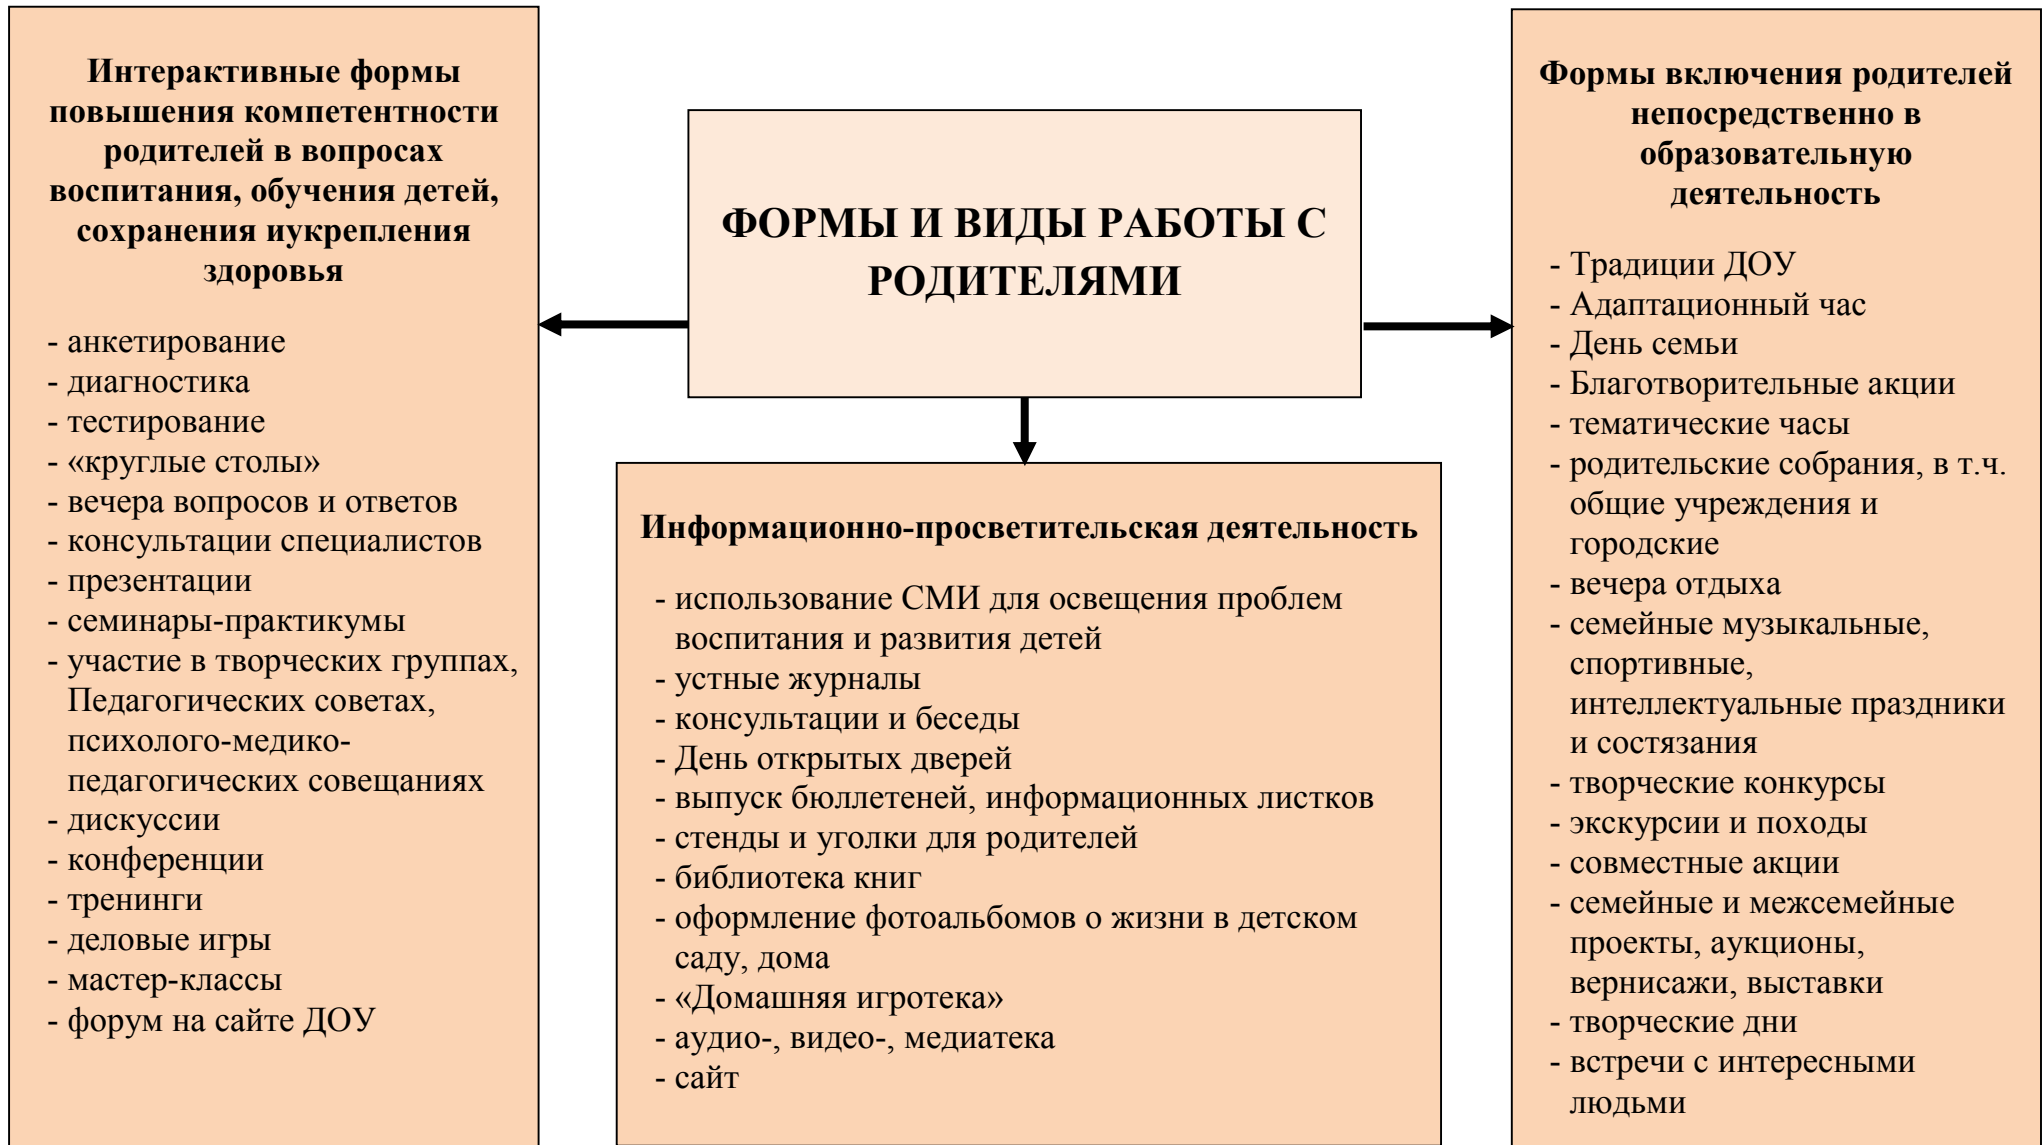 Интерактивные формы
повышения компетентности
родителей в вопросах
воспитания, обучения детей,
сохранения иукрепления
здоровья
- анкетирование
- диагностика
- тестирование
- «круглые столы»
- вечера вопросов и ответов
- консультации специалистов
- презентации
- семинары-практикумы
- участие в творческих группах,
Педагогических советах,
психолого-медико-
педагогических совещаниях
- дискуссии
- конференции
- тренинги
- деловые игры
- мастер-классы
- форум на сайте ДОУ
ФОРМЫ И ВИДЫ РАБОТЫ С
РОДИТЕЛЯМИ
Информационно-просветительская деятельность
- использование СМИ для освещения проблем
воспитания и развития детей
- устные журналы
- консультации и беседы
- День открытых дверей
- выпуск бюллетеней, информационных листков
- стенды и уголки для родителей
- библиотека книг
- оформление фотоальбомов о жизни в детском
саду, дома
- «Домашняя игротека»
- аудио-, видео-, медиатека
- сайт
Формы включения родителей
непосредственно в
образовательную
деятельность
- Традиции ДОУ
- Адаптационный час
- День семьи
- Благотворительные акции
- тематические часы
- родительские собрания, в т.ч.
общие учреждения и
городские
- вечера отдыха
- семейные музыкальные,
спортивные,
интеллектуальные праздники
и состязания
- творческие конкурсы
- экскурсии и походы
- совместные акции
- семейные и межсемейные
проекты, аукционы,
вернисажи, выставки
- творческие дни
- встречи с интересными
людьми